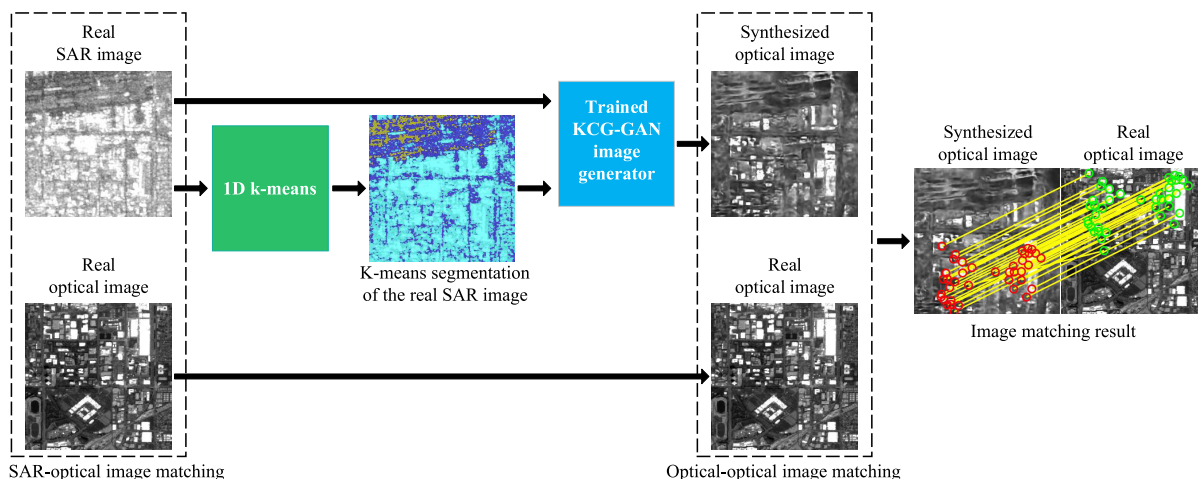 Real
SAR image
1D k-means
K-means segmentation
of the real SAR image
Trained
KCG-GAN
image
generator
Synthesized
optical image
Real
optical image
Real
optical image
SAR-optical image matching
Optical-optical image matching
Synthesized
optical image
Real
optical image
Image matching result